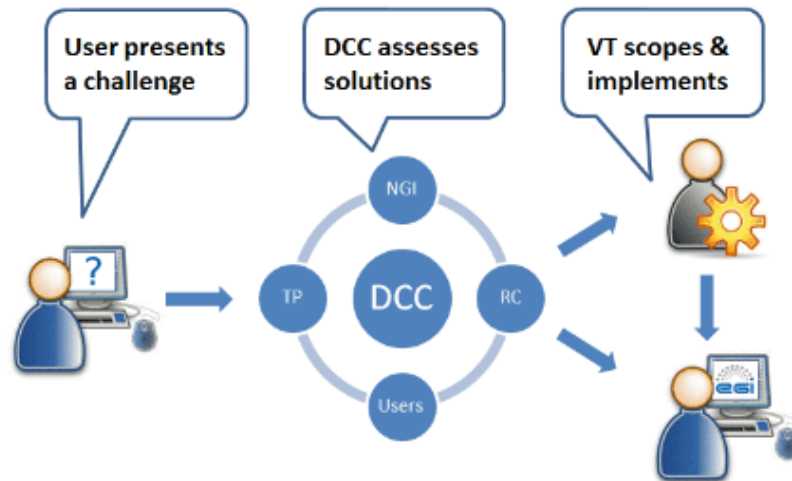 User presents
a challenge
DCC assesses
solutions
VT scopes &
implements
?
NGI
TP
DCC
RC
Users
egi